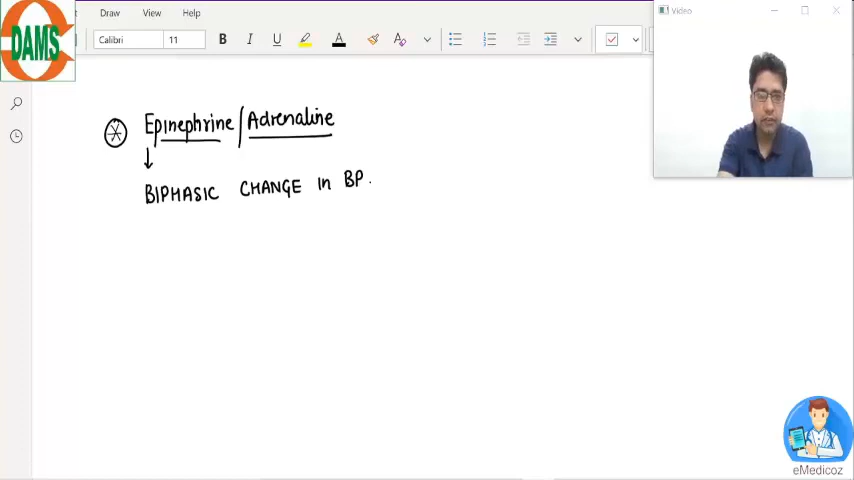 DAMS
Draw View Help
Calibri 11 B I U A A
Video
Epinephrine/Adrenaline
BIPHASIC CHANGE in BP.
eMedicoz